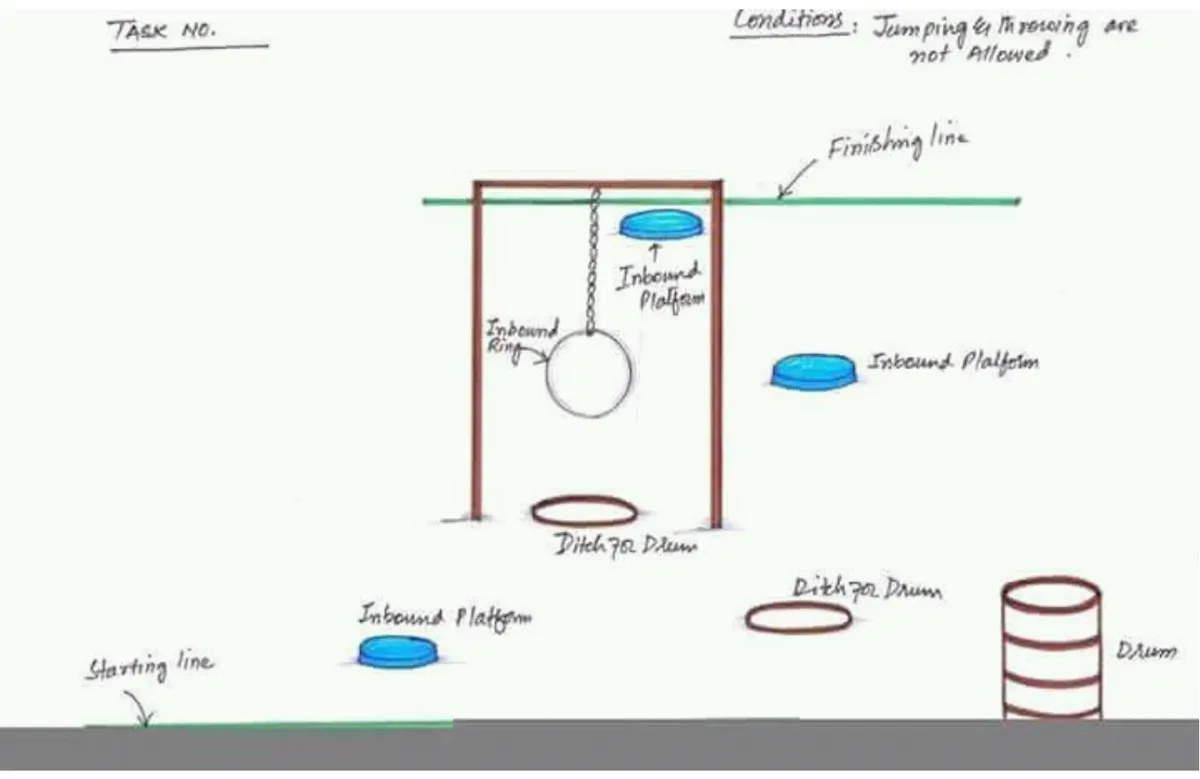 TASK NO.
Conditions: Jumping & Throwing are
not Allowed.
Finishing line
Inbound
Platform
Inbound
Ring
Inbound Platform
Ditch for Drum
Ditch for Drum
Inbound Platform
Drum
Starting line